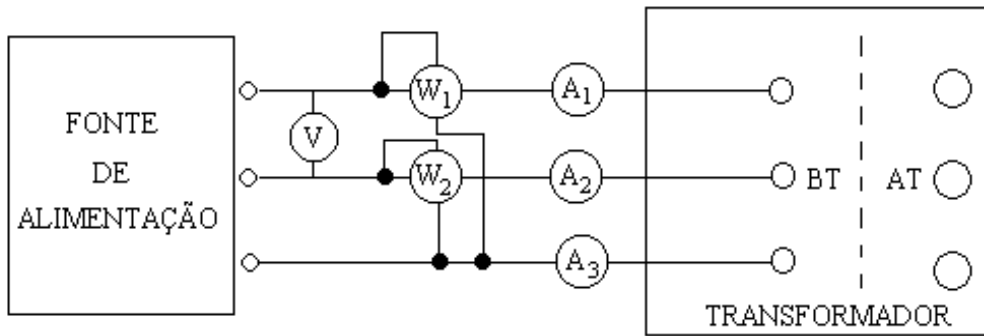 FONTE
DE
ALIMENTAÇÃO
V
W1
W2
A1
A2
A3
BT
AT
TRANSFORMADOR